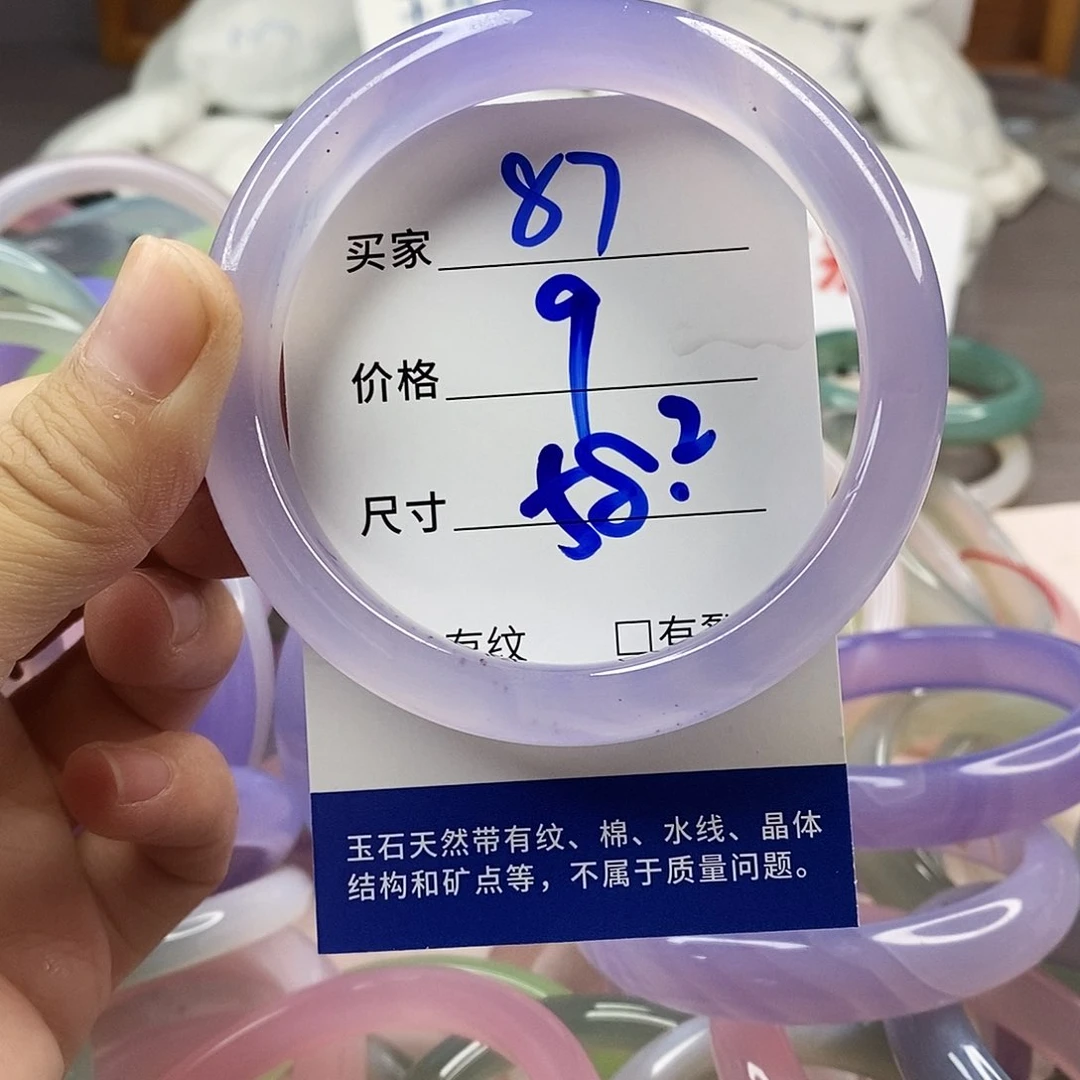 买家 87
价格 9
尺寸 58.2
有纹 □有裂
玉石天然带有纹、棉、水线、晶体
结构和矿点等，不属于质量问题。